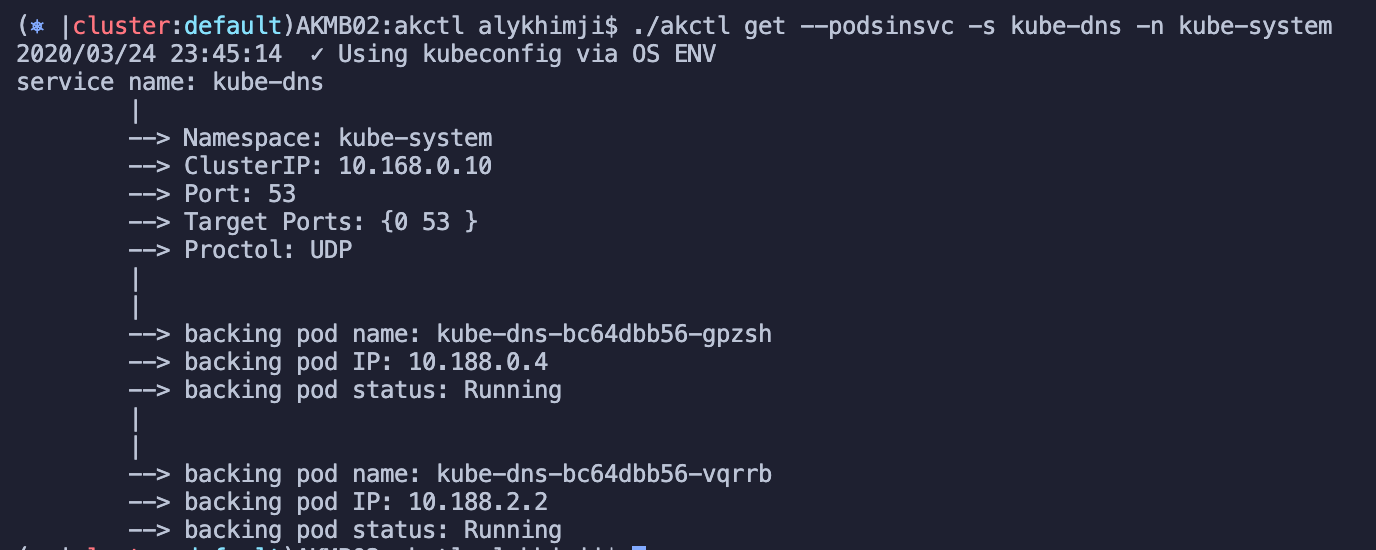 (⎈ |cluster:default)AKMB02:akctl alykhimji$ ./akctl get --podsinsvc -s kube-dns -n kube-system
2020/03/24 23:45:14  ✓ Using kubeconfig via OS ENV
service name: kube-dns
|
--> Namespace: kube-system
--> ClusterIP: 10.168.0.10
--> Port: 53
--> Target Ports: {0 53 }
--> Proctol: UDP
|
|
--> backing pod name: kube-dns-bc64dbb56-gpzsh
--> backing pod IP: 10.188.0.4
--> backing pod status: Running
|
|
--> backing pod name: kube-dns-bc64dbb56-vqrrb
--> backing pod IP: 10.188.2.2
--> backing pod status: Running